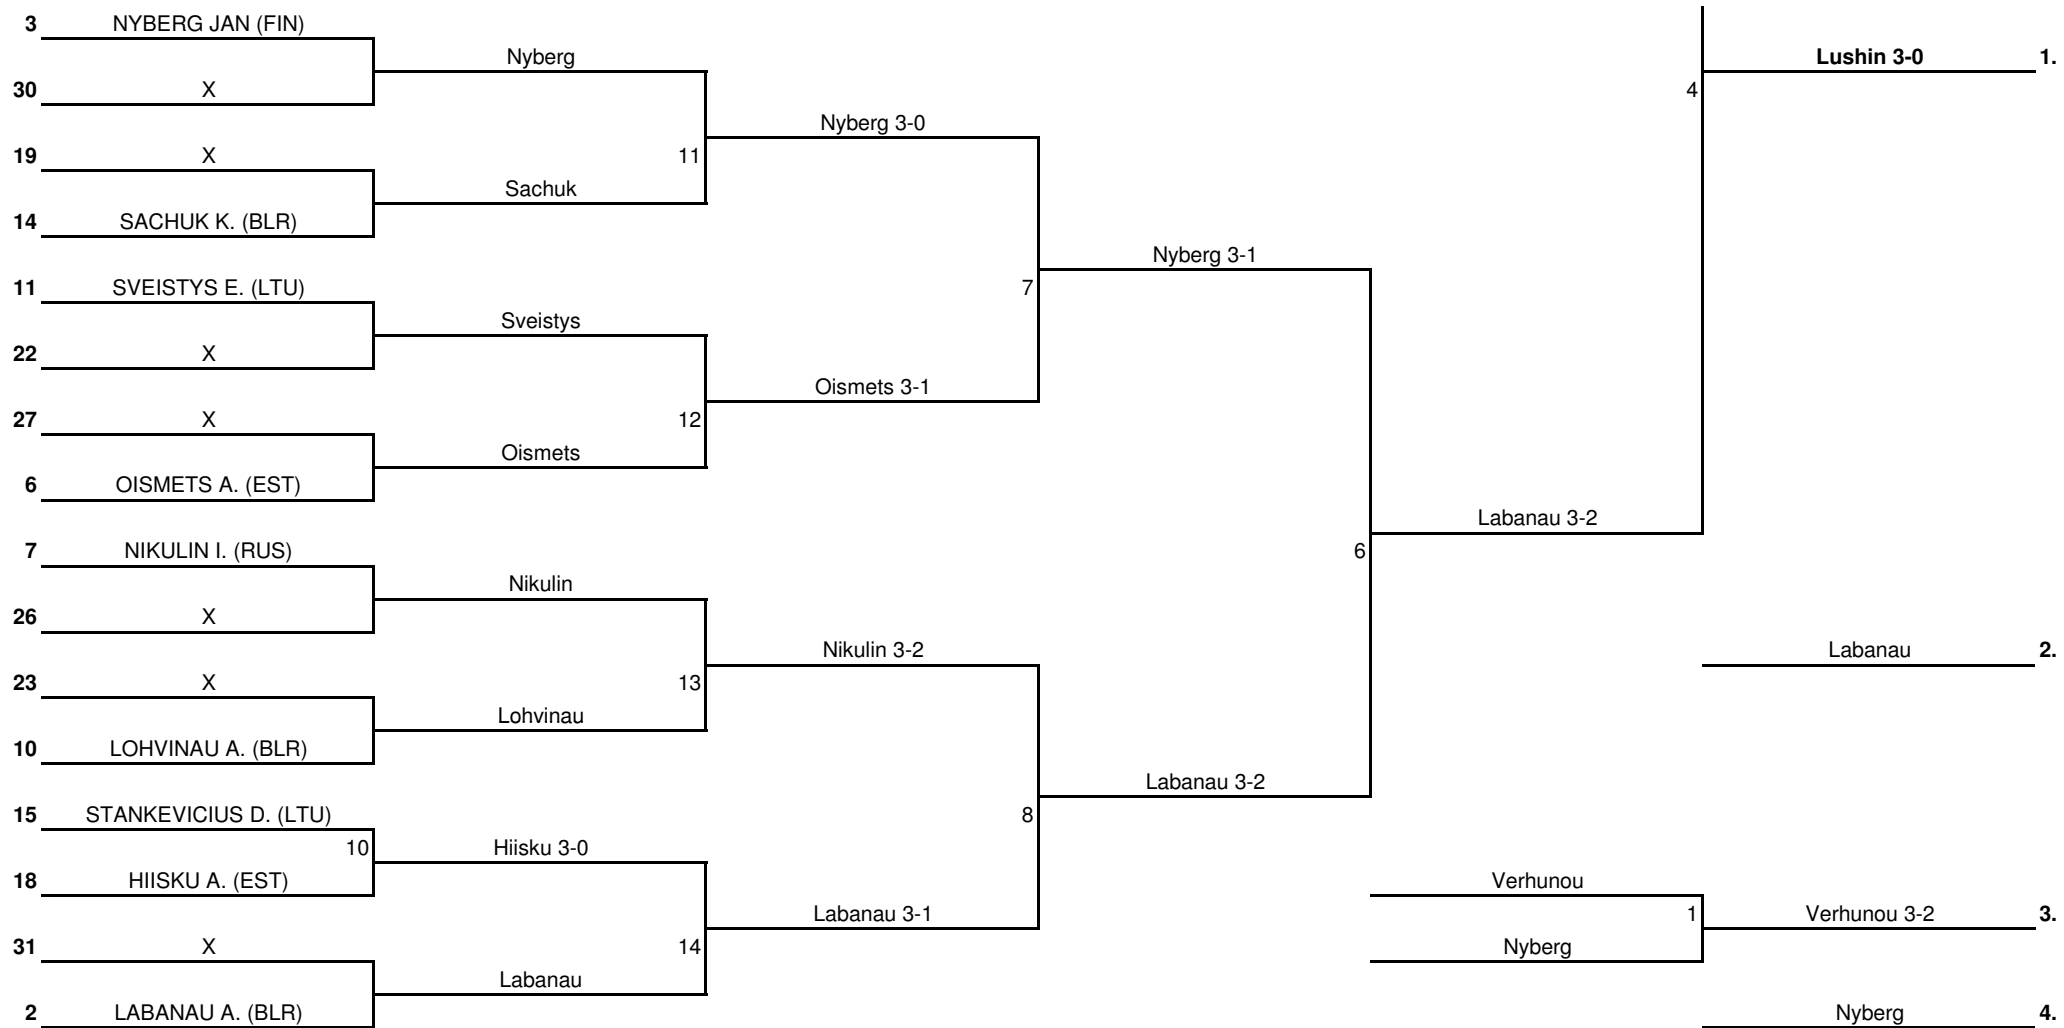 3 NYBERG JAN (FIN)
Nyberg
Lushin 3-0 1.
30 X
4
Nyberg 3-0
19 X
11
Sachuk
14 SACHUK K. (BLR)
Nyberg 3-1
11 SVEISTYS E. (LTU)
7
Sveistys
22 X
Oismets 3-1
27 X
12
Oismets
6 OISMETS A. (EST)
Labanau 3-2
7 NIKULIN I. (RUS)
6
Nikulin
26 X
Nikulin 3-2
Labanau 2.
23 X
13
Lohvinau
10 LOHVINAU A. (BLR)
Labanau 3-2
15 STANKEVICIUS D. (LTU)
8
10
Hiisku 3-0
18 HIISKU A. (EST)
Verhunou
Labanau 3-1
1
Verhunou 3-2 3.
31 X
14
Nyberg
Labanau
2 LABANAU A. (BLR)
Nyberg 4.